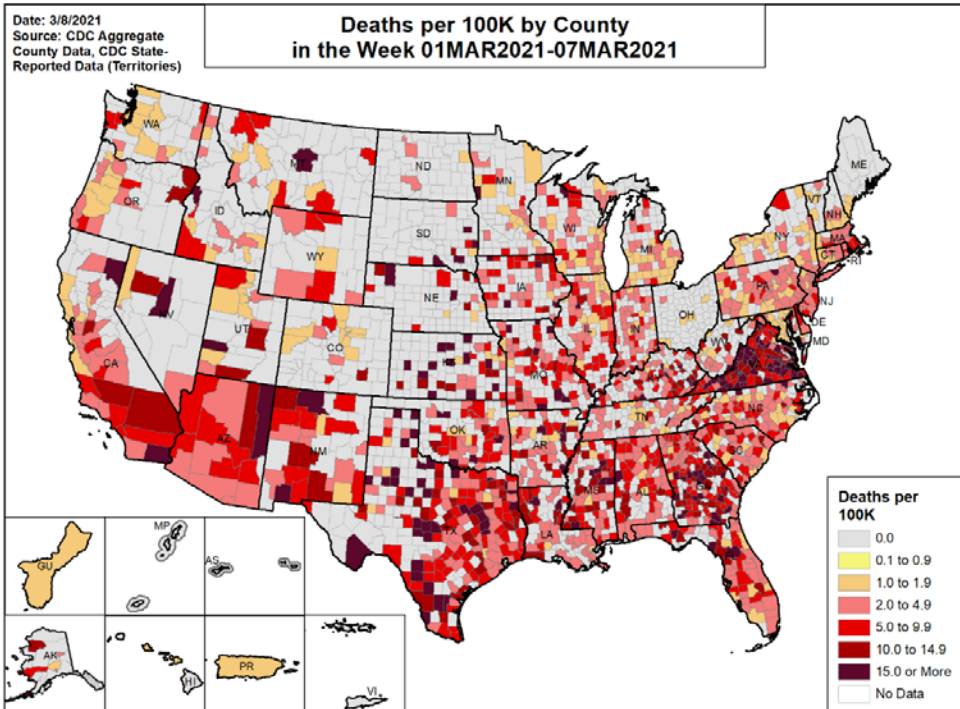 Date: 3/8/2021
Source: CDC Aggregate
County Data, CDC State-
Reported Data (Territories)
Deaths per 100K by County
in the Week 01MAR2021-07MAR2021
WA
MT
ND
MN
ME
OR
ID
SD
WI
MI
VT
NH
NY
MA
CT
RI
WY
NE
IA
PA
NJ
NV
UT
CO
IL
IN
OH
WV
DE
MD
CA
MO
AZ
NM
OK
AR
TN
NC
SC
MS
AL
TX
LA
GU
MP
AS
AK
HI
PR
VI
Deaths per
100K
0.0
0.1 to 0.9
1.0 to 1.9
2.0 to 4.9
5.0 to 9.9
10.0 to 14.9
15.0 or More
No Data